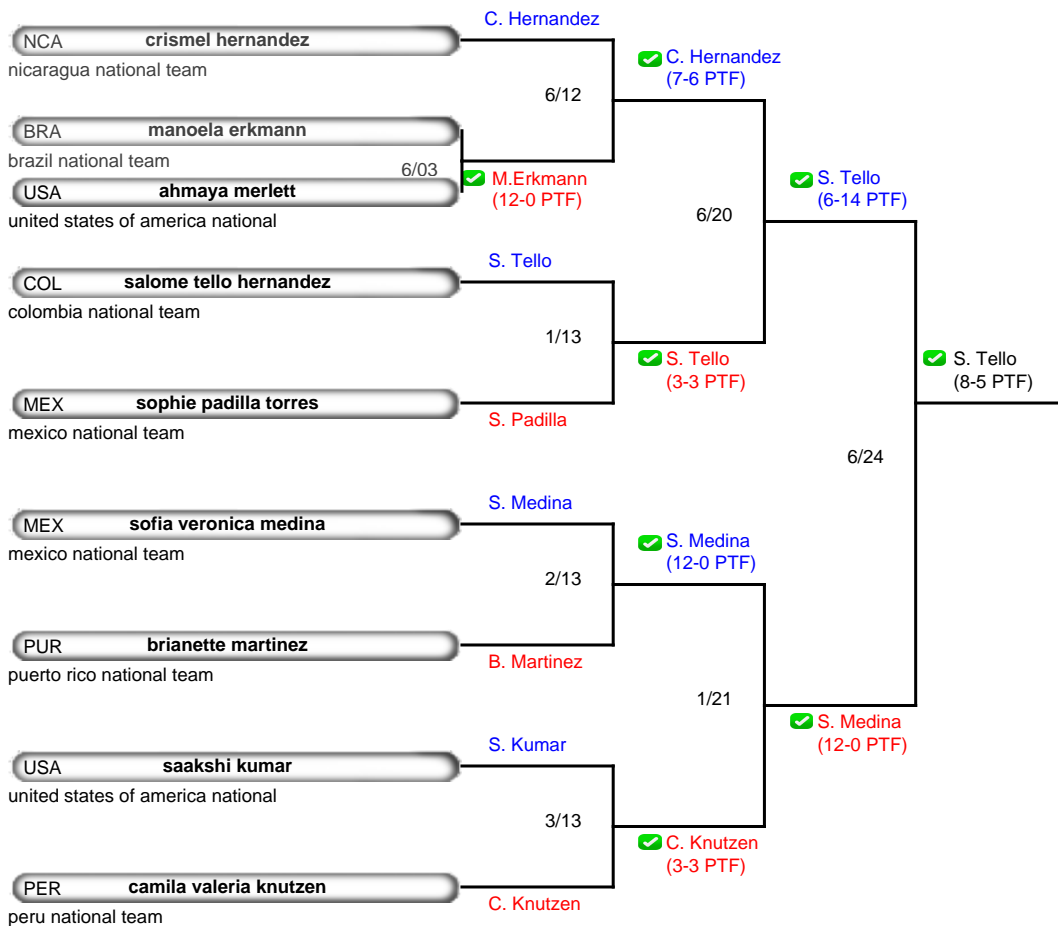 C. Hernandez
NCA crismel hernandez
nicaragua national team
C. Hernandez
(7-6 PTF)
6/12
BRA manoela erkmann
brazil national team
6/03
M.Erkmann
(12-0 PTF)
USA ahmaya merlett
united states of america national
S. Tello
(6-14 PTF)
6/20
S. Tello
COL salome tello hernandez
colombia national team
1/13
S. Tello
(3-3 PTF)
S. Tello
(8-5 PTF)
MEX sophie padilla torres
mexico national team
S. Padilla
6/24
S. Medina
MEX sofia veronica medina
mexico national team
S. Medina
(12-0 PTF)
2/13
PUR brianette martinez
puerto rico national team
B. Martinez
1/21
S. Medina
(12-0 PTF)
S. Kumar
USA saakshi kumar
united states of america national
3/13
C. Knutzen
(3-3 PTF)
PER camila valeria knutzen
peru national team
C. Knutzen